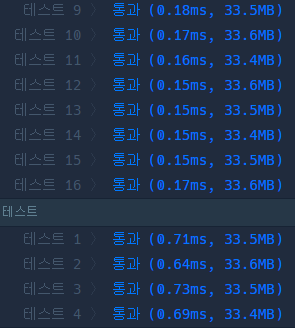 테스트 9 〉 통과 (0.18ms, 33.5MB)
테스트 10 〉 통과 (0.17ms, 33.6MB)
테스트 11 〉 통과 (0.16ms, 33.4MB)
테스트 12 〉 통과 (0.15ms, 33.6MB)
테스트 13 〉 통과 (0.15ms, 33.5MB)
테스트 14 〉 통과 (0.15ms, 33.4MB)
테스트 15 〉 통과 (0.15ms, 33.5MB)
테스트 16 〉 통과 (0.17ms, 33.6MB)
테스트
테스트 1 〉 통과 (0.71ms, 33.5MB)
테스트 2 〉 통과 (0.64ms, 33.6MB)
테스트 3 〉 통과 (0.73ms, 33.5MB)
테스트 4 〉 통과 (0.69ms, 33.4MB)